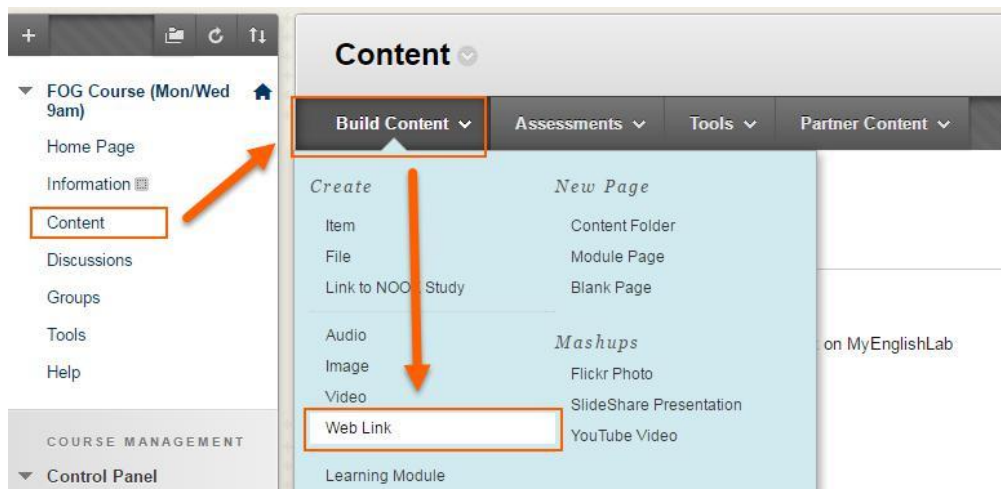 FOG Course (Mon/Wed
9am)
Home Page
Information
Content
Discussions
Groups
Tools
Help
COURSE MANAGEMENT
Control Panel
Content
Build Content
Assessments
Tools
Partner Content
Create
Item
File
Link to NOOK Study
Audio
Image
Video
Web Link
Learning Module
New Page
Content Folder
Module Page
Blank Page
Mashups
Flickr Photo
SlideShare Presentation
YouTube Video
on MyEnglishLab